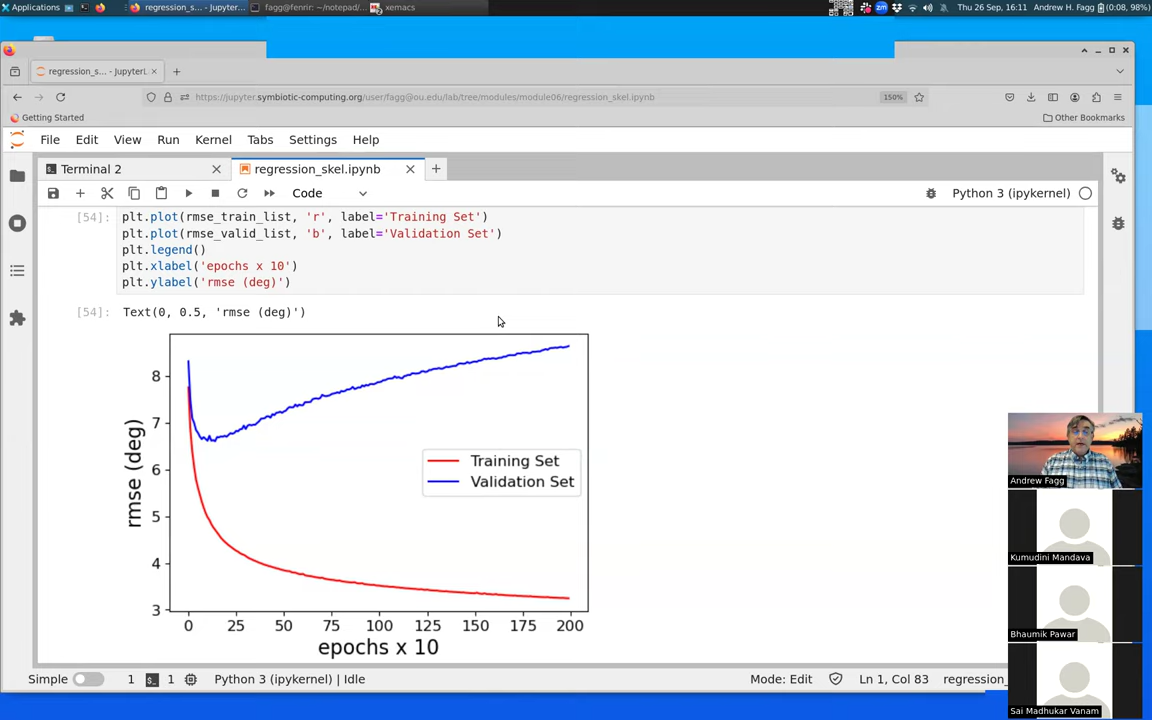 Applications
regression_s... - Jupyter...
fagg@fenrir: ~/notepad/...
xemacs
zm
Thu 26 Sep, 16:11
Andrew H. Fagg
(0:08, 98%)
regression_s... - JupyterL
https://jupyter.symbiotic-computing.org/user/fagg@ou.edu/lab/tree/modules/module06/regression_skel.ipynb
150%
Getting Started
Other Bookmarks
File Edit View Run Kernel Tabs Settings Help
Terminal 2
regression_skel.ipynb
Code
Python 3 (ipykernel)
[54]:
plt.plot(rmse_train_list, 'r', label='Training Set')
plt.plot(rmse_valid_list, 'b', label='Validation Set')
plt.legend()
plt.xlabel('epochs x 10')
plt.ylabel('rmse (deg)')
[54]: Text(0, 0.5, 'rmse (deg)')
8
7
6
5
4
3
rmse (deg)
Training Set
Validation Set
0 25 50 75 100 125 150 175 200
epochs x 10
Andrew Fagg
Kumudini Mandava
Bhaumik Pawar
Sai Madhukar Vanam
Simple 1 1 Python 3 (ipykernel) | Idle
Mode: Edit Ln 1, Col 83 regression_